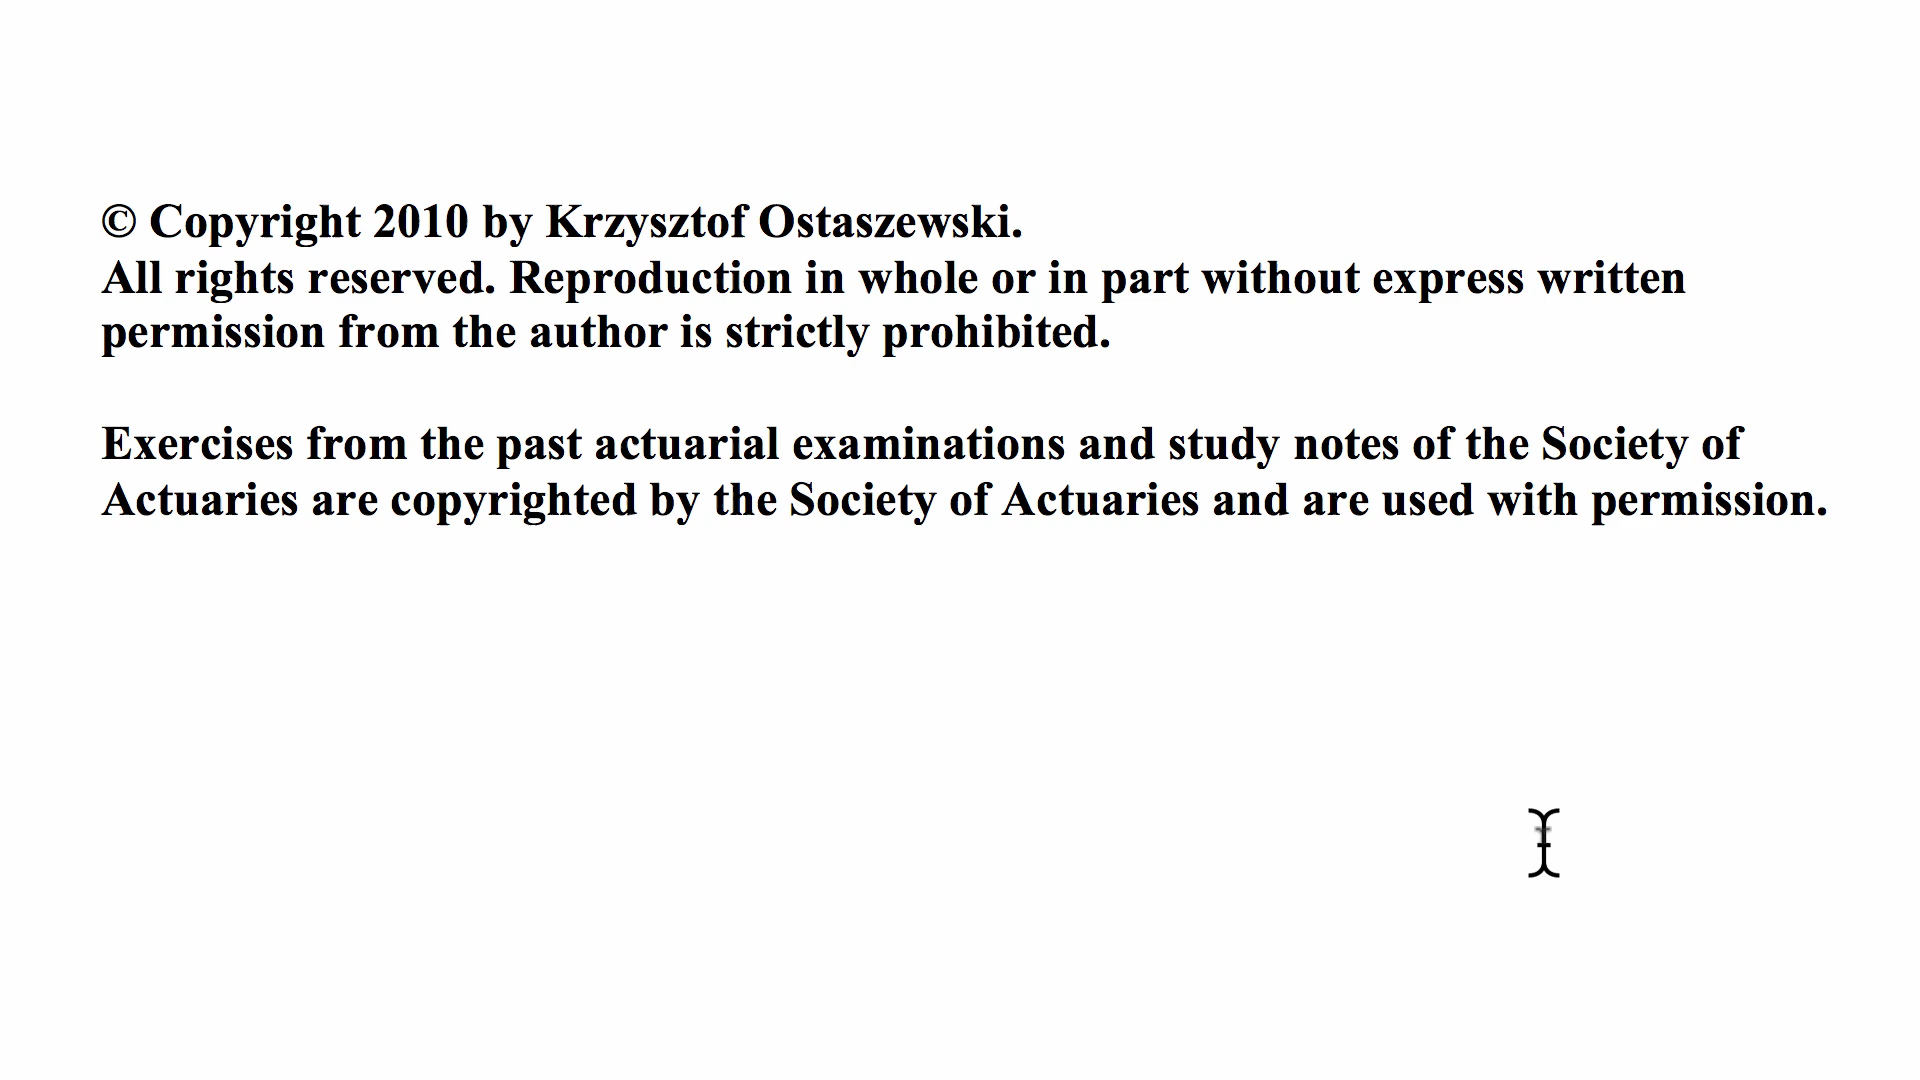 © Copyright 2010 by Krzysztof Ostaszewski.
All rights reserved. Reproduction in whole or in part without express written
permission from the author is strictly prohibited.
Exercises from the past actuarial examinations and study notes of the Society of
Actuaries are copyrighted by the Society of Actuaries and are used with permission.